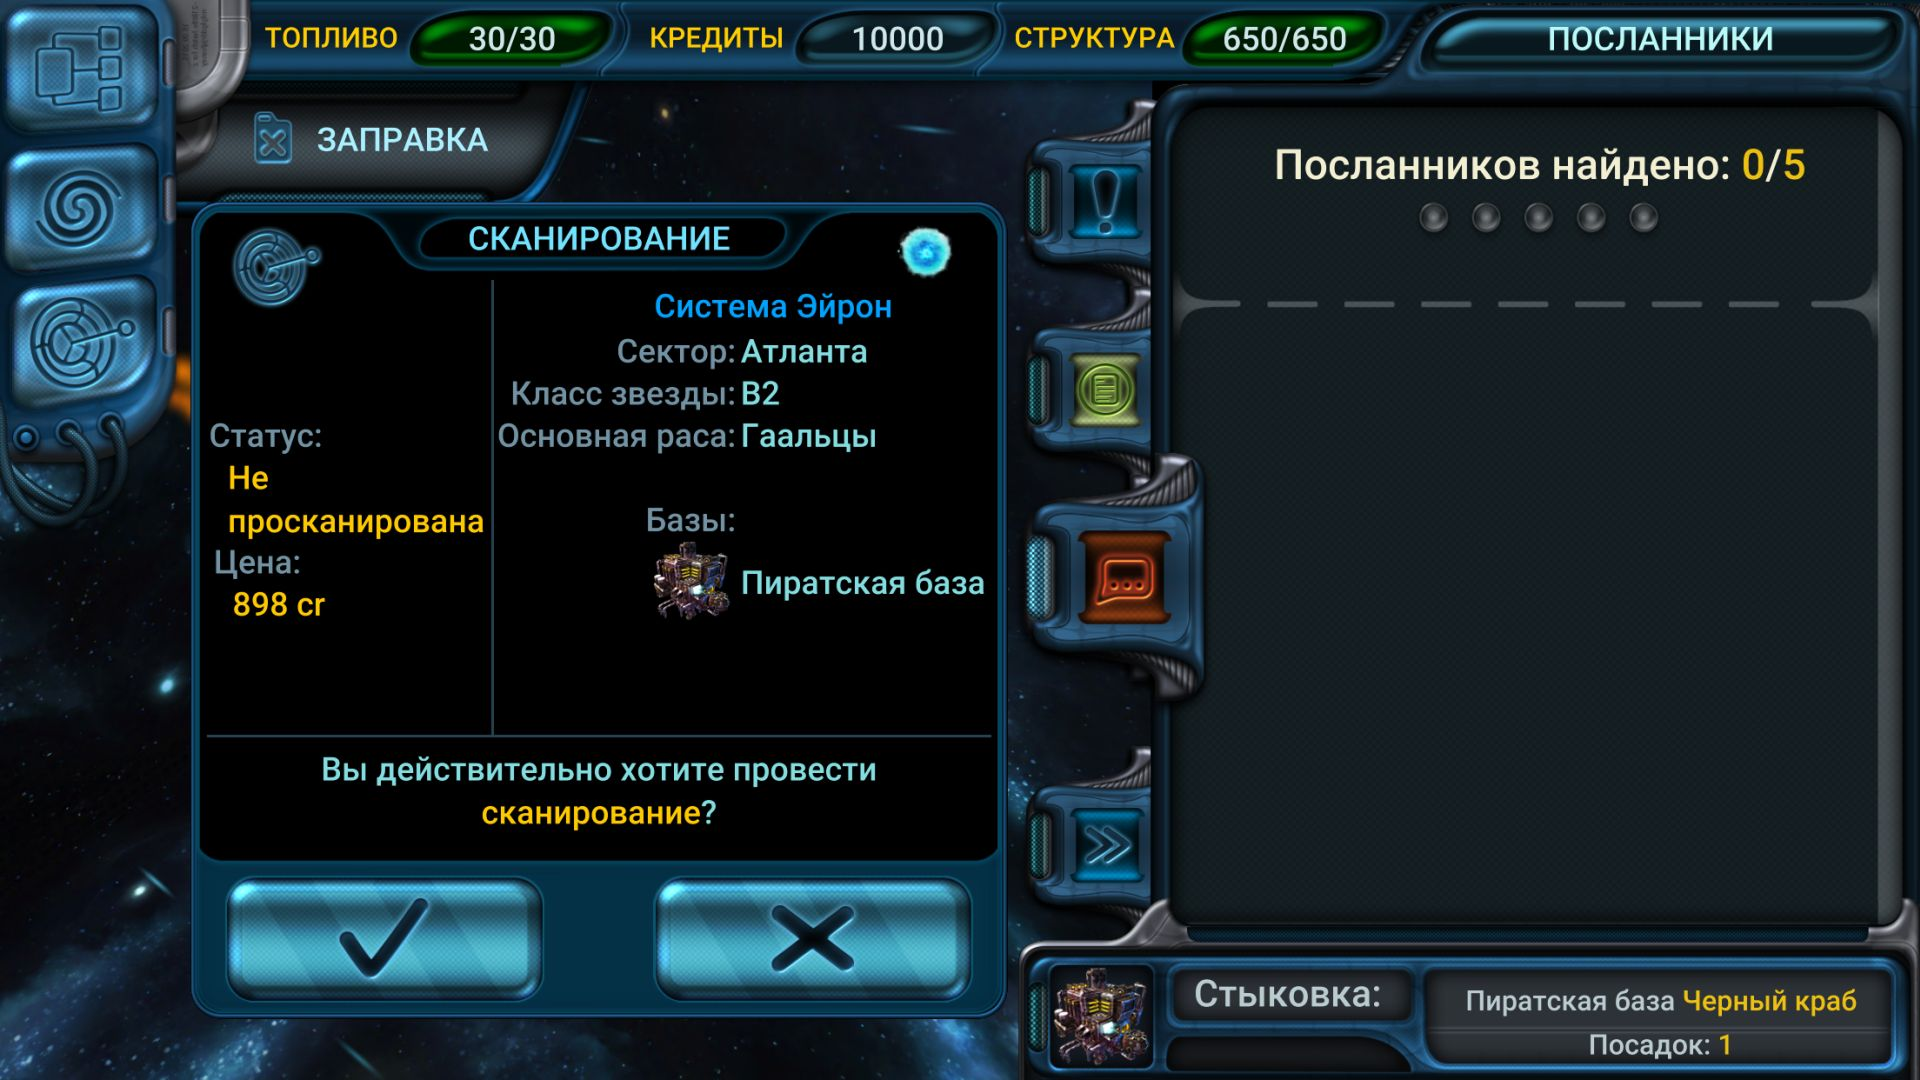 ТОПЛИВО 30/30 КРЕДИТЫ 10000 СТРУКТУРА 650/650 ПОСЛАННИКИ
ЗАПРАВКА
Посланников найдено: 0/5
СКАНИРОВАНИЕ
Система Эйрон
Сектор: Атланта
Класс звезды: B2
Основная раса: Гаальцы
Базы:
Пиратская база
Статус:
Не
просканирована
Цена:
898 cr
Вы действительно хотите провести
сканирование?
Стыковка:
Пиратская база Черный краб
Посадок: 1